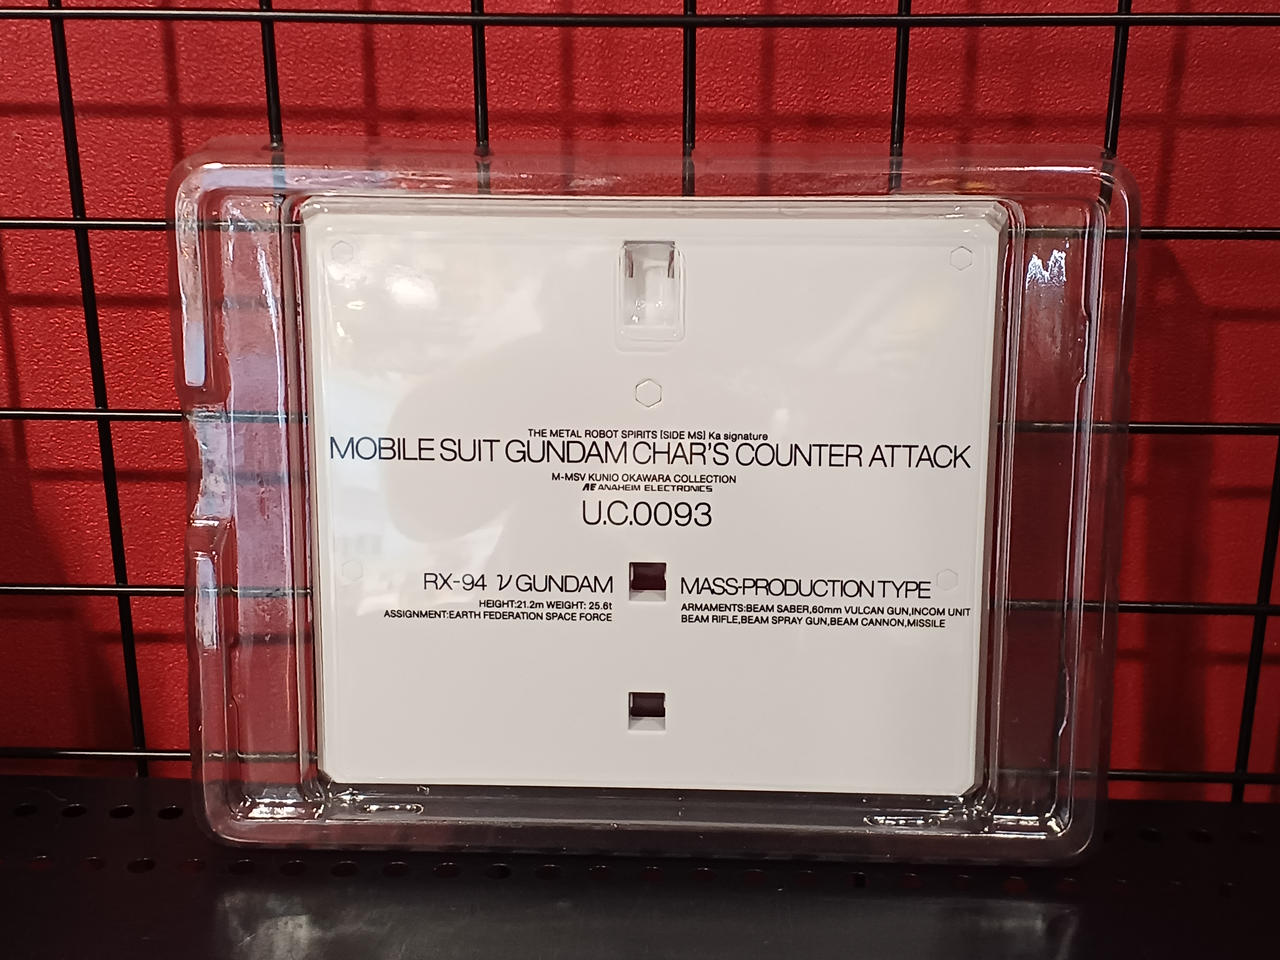 THE METAL ROBOT SPIRITS [SIDE MS] Ka signature
MOBILE SUIT GUNDAM CHAR'S COUNTER ATTACK
M-MSV KUNIO OKAWARA COLLECTION
AE ANAHEIM ELECTRONICS
U.C.0093
RX-94 ν GUNDAM
HEIGHT:21.2m WEIGHT: 25.6t
ASSIGNMENT:EARTH FEDERATION SPACE FORCE
MASS-PRODUCTION TYPE
ARMAMENTS:BEAM SABER,60mm VULCAN GUN,INCOM UNIT
BEAM RIFLE,BEAM SPRAY GUN,BEAM CANNON,MISSILE